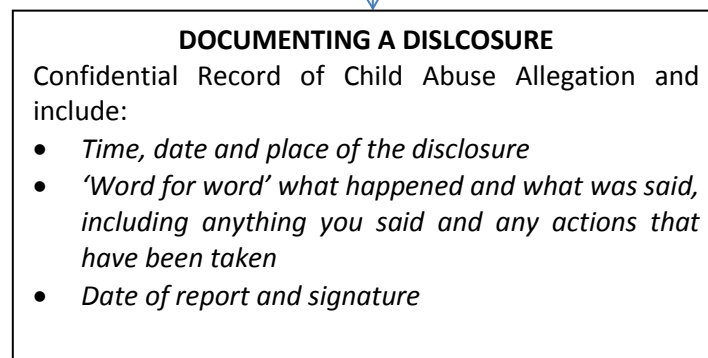 DOCUMENTING A DISLCOSURE
Confidential Record of Child Abuse Allegation and
include:
• Time, date and place of the disclosure
• ‘Word for word’ what happened and what was said,
including anything you said and any actions that
have been taken
• Date of report and signature